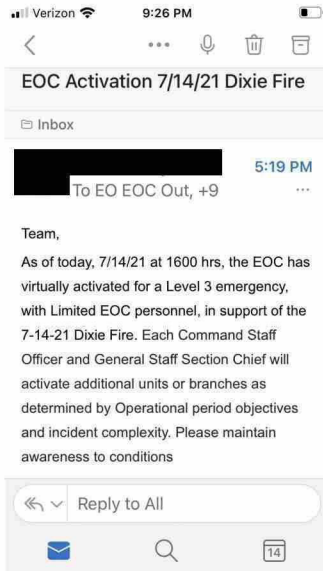 Verizon 9:26 PM
EOC Activation 7/14/21 Dixie Fire
Inbox
5:19 PM
To EO EOC Out, +9
Team,
As of today, 7/14/21 at 1600 hrs, the EOC has
virtually activated for a Level 3 emergency,
with Limited EOC personnel, in support of the
7-14-21 Dixie Fire. Each Command Staff
Officer and General Staff Section Chief will
activate additional units or branches as
determined by Operational period objectives
and incident complexity. Please maintain
awareness to conditions
Reply to All
14